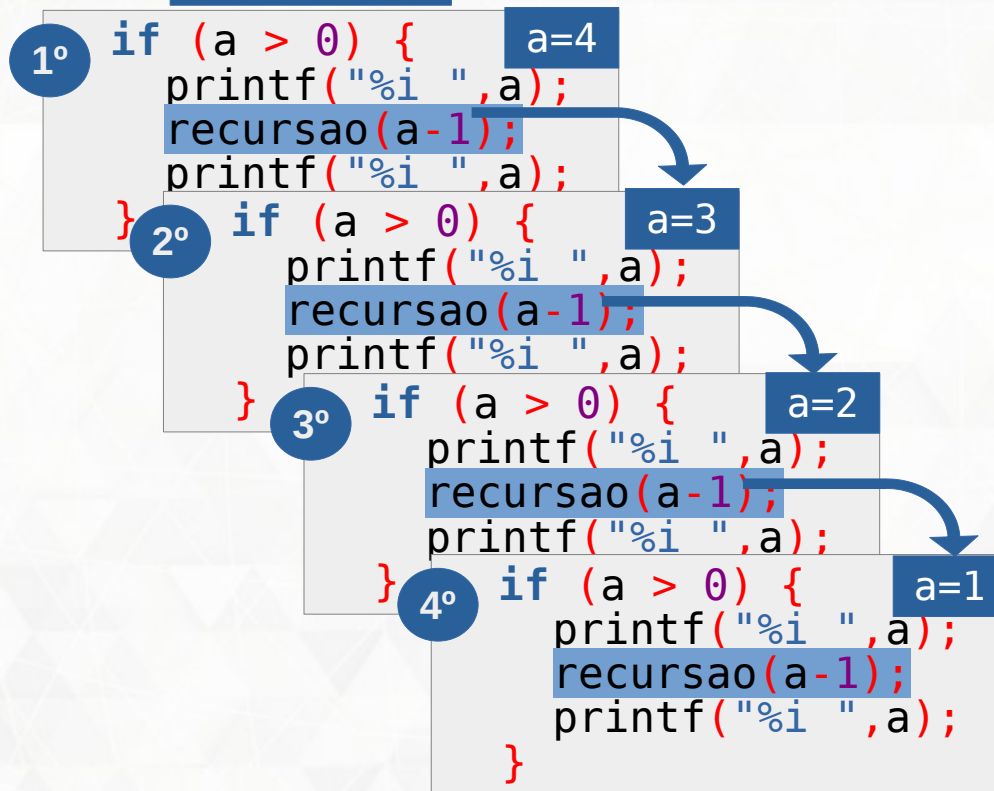 1º
if (a > 0) {
a=4
printf("%i ",a);
recursao(a-1);
printf("%i ",a);
}
2º
if (a > 0) {
a=3
printf("%i ",a);
recursao(a-1);
printf("%i ",a);
}
3º
if (a > 0) {
a=2
printf("%i ",a);
recursao(a-1);
printf("%i ",a);
}
4º
if (a > 0) {
a=1
printf("%i ",a);
recursao(a-1);
printf("%i ",a);
}